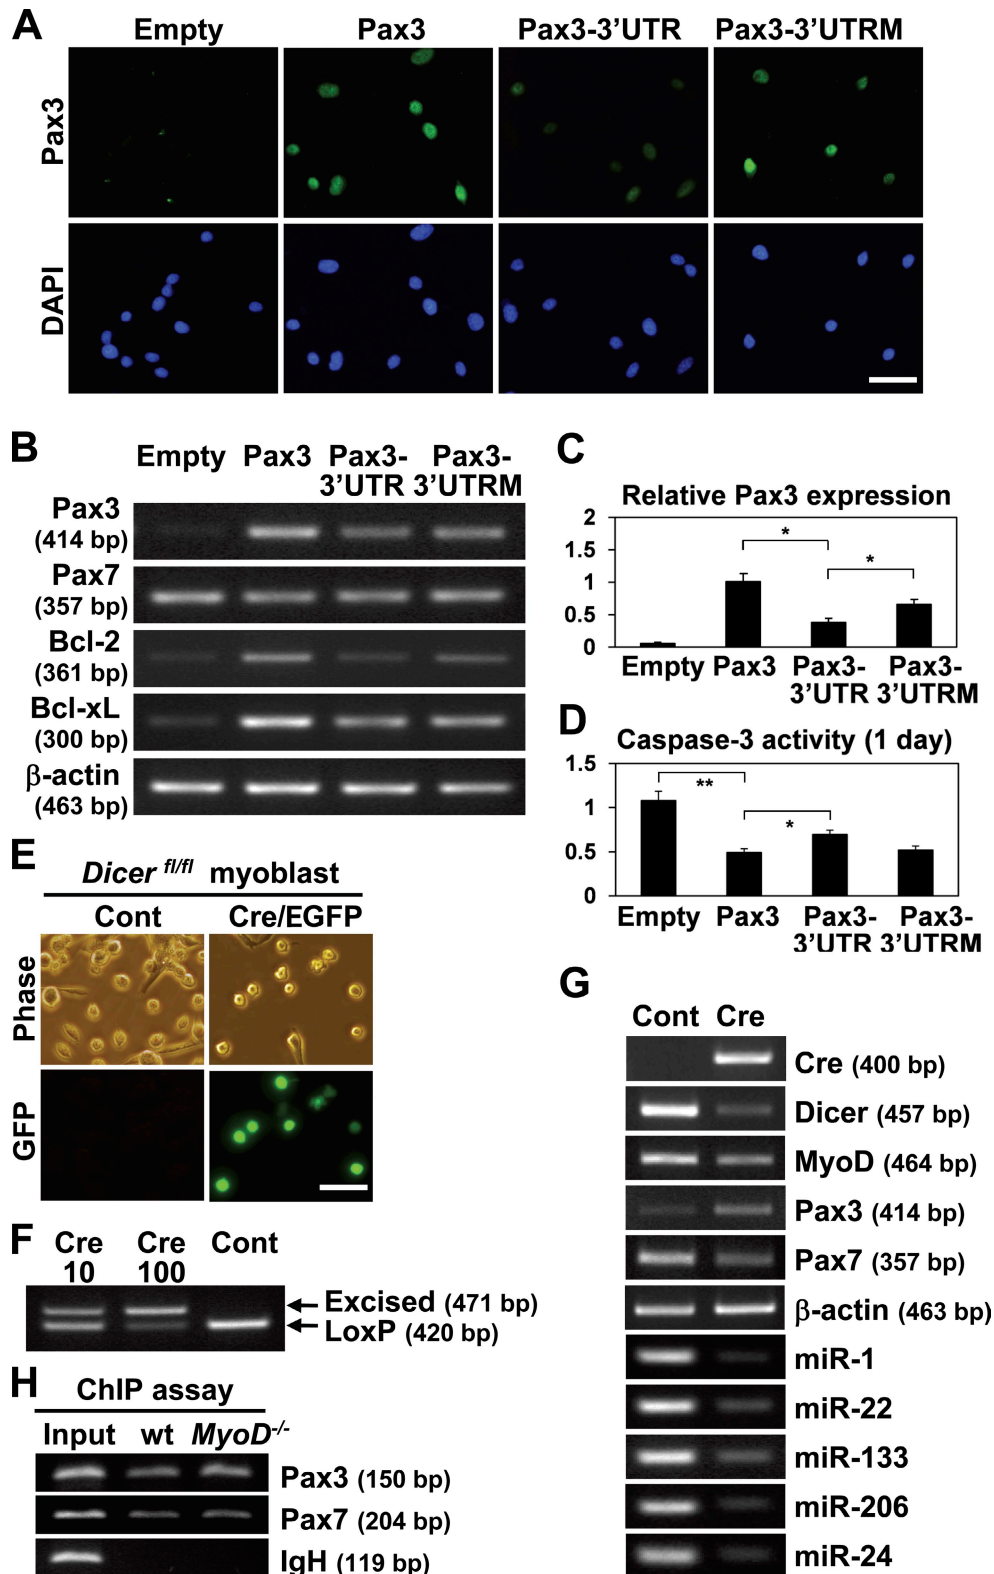 A
Empty Pax3 Pax3-3’UTR Pax3-3’UTRM
Pax3
DAPI
B
Empty Pax3 Pax3-3’UTR Pax3-3’UTRM
Pax3 (414 bp)
Pax7 (357 bp)
Bcl-2 (361 bp)
Bcl-xL (300 bp)
β-actin (463 bp)
C
Relative Pax3 expression
2
1.5
1
0.5
0
* *
Empty Pax3 Pax3-3’UTR Pax3-3’UTRM
D
Caspase-3 activity (1 day)
1.5
1
0.5
0
** *
Empty Pax3 Pax3-3’UTR Pax3-3’UTRM
E
Dicer fl/fl myoblast
Cont Cre/EGFP
Phase
GFP
F
Cre 10 Cre 100 Cont
Excised (471 bp)
LoxP (420 bp)
G
Cont Cre
Cre (400 bp)
Dicer (457 bp)
MyoD (464 bp)
Pax3 (414 bp)
Pax7 (357 bp)
β-actin (463 bp)
miR-1
miR-22
miR-133
miR-206
miR-24
H
ChIP assay
Input wt MyoD-/-
Pax3 (150 bp)
Pax7 (204 bp)
IgH (119 bp)